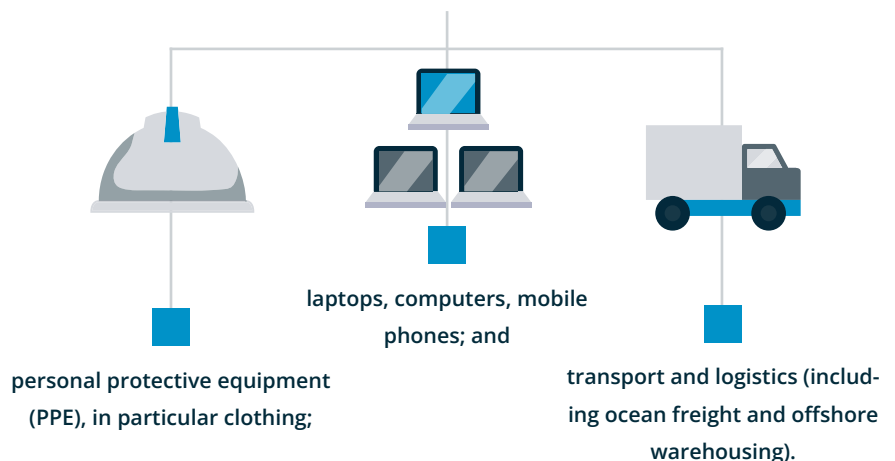 personal protective equipment
(PPE), in particular clothing;
laptops, computers, mobile
phones; and
transport and logistics (includ-
ing ocean freight and offshore
warehousing).